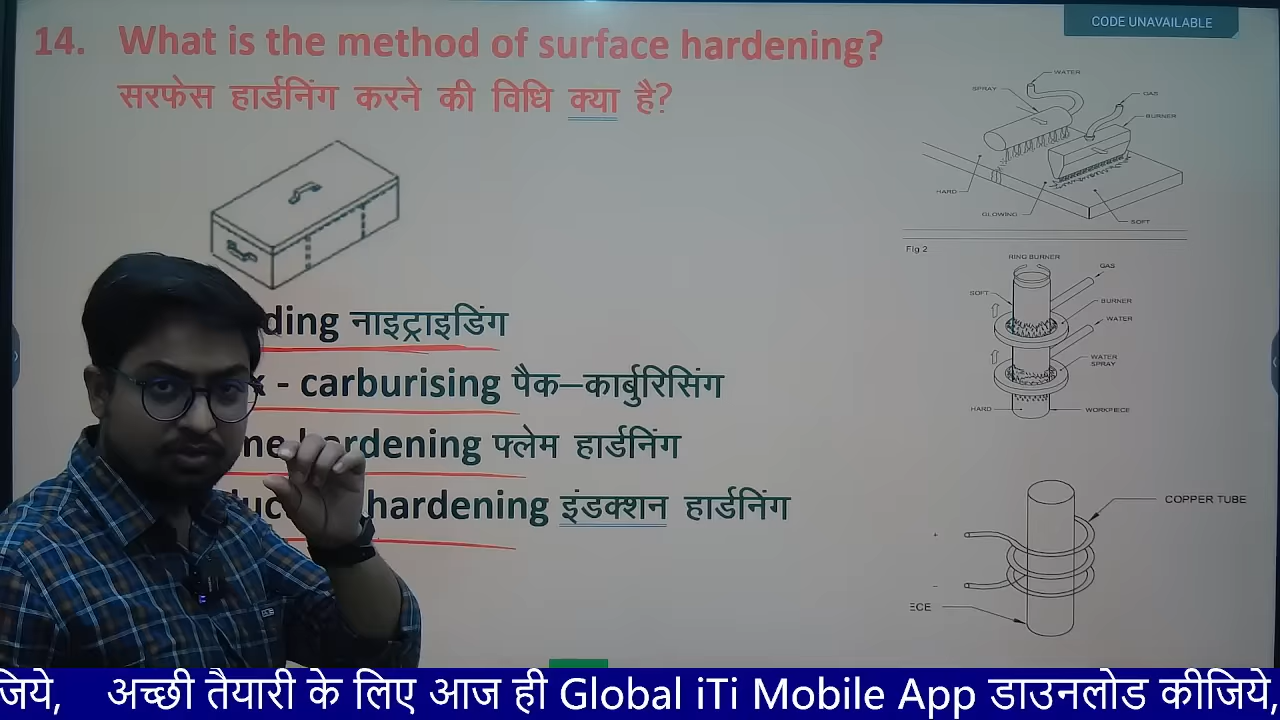 CODE UNAVAILABLE
14. What is the method of surface hardening?
सरफेस हार्डनिंग करने की विधि क्या है?
ding नाइट्राइडिंग
- carburising पैक–कार्बुरिसिंग
me hardening फ्लेम हार्डनिंग
hardening इंडक्शन हार्डनिंग
WATER
SPRAY
GAS
BURNER
HARD
GLOWING
SOFT
Fig 2
RING BURNER
GAS
SOFT
BURNER
WATER
WATER
SPRAY
HARD
WORKPIECE
COPPER TUBE
+
–
ECE
जिये, अच्छी तैयारी के लिए आज ही Global iTi Mobile App डाउनलोड कीजिये,